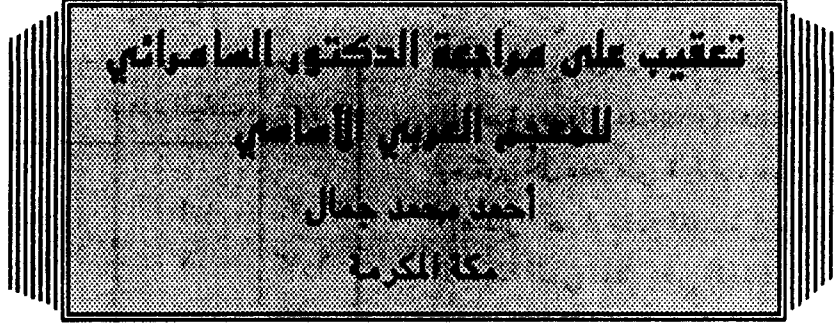 تعقيب على مراجعة الدكتور السامرائي
للمعجم العربي الأساسي
أحمد محمد جمال
مكة المكرمة